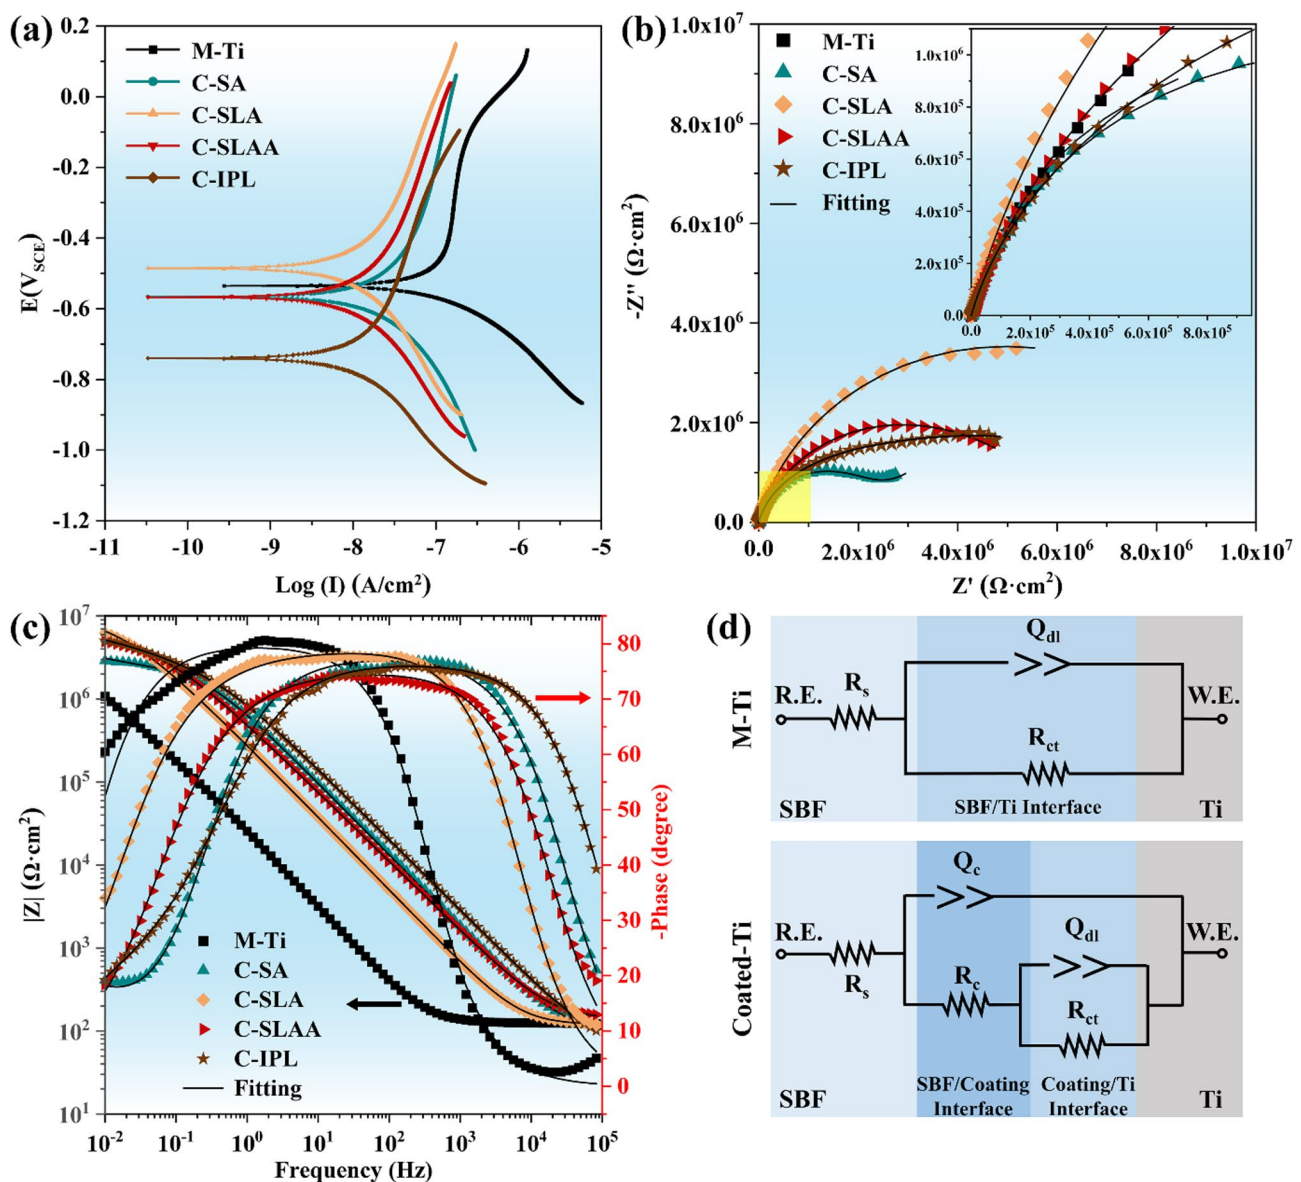 (a)
0.2
0.0
-0.2
-0.4
-0.6
-0.8
-1.0
-1.2
E(V_SCE)
M-Ti
C-SA
C-SLA
C-SLAA
C-IPL
-11 -10 -9 -8 -7 -6 -5
Log (I) (A/cm²)
(b)
1.0x10⁷
8.0x10⁶
6.0x10⁶
4.0x10⁶
2.0x10⁶
0.0
-Z'' (Ω·cm²)
M-Ti
C-SA
C-SLA
C-SLAA
C-IPL
Fitting
1.0x10⁶
8.0x10⁵
6.0x10⁵
4.0x10⁵
2.0x10⁵
0.0
0.0 2.0x10⁵ 4.0x10⁵ 6.0x10⁵ 8.0x10⁵
0.0 2.0x10⁶ 4.0x10⁶ 6.0x10⁶ 8.0x10⁶ 1.0x10⁷
Z' (Ω·cm²)
(c)
10⁷
10⁶
10⁵
10⁴
10³
10²
10¹
|Z| (Ω·cm²)
M-Ti
C-SA
C-SLA
C-SLAA
C-IPL
Fitting
80
70
60
50
40
30
20
10
0
-Phase (degree)
10⁻² 10⁻¹ 10⁰ 10¹ 10² 10³ 10⁴ 10⁵
Frequency (Hz)
(d)
M-Ti
Q_dl
R.E. R_s W.E.
R_ct
SBF SBF/Ti Interface Ti
Coated-Ti
Q_c
R.E. Q_dl W.E.
R_s R_c
R_ct
SBF/Coating Coating/Ti
SBF Interface Interface Ti